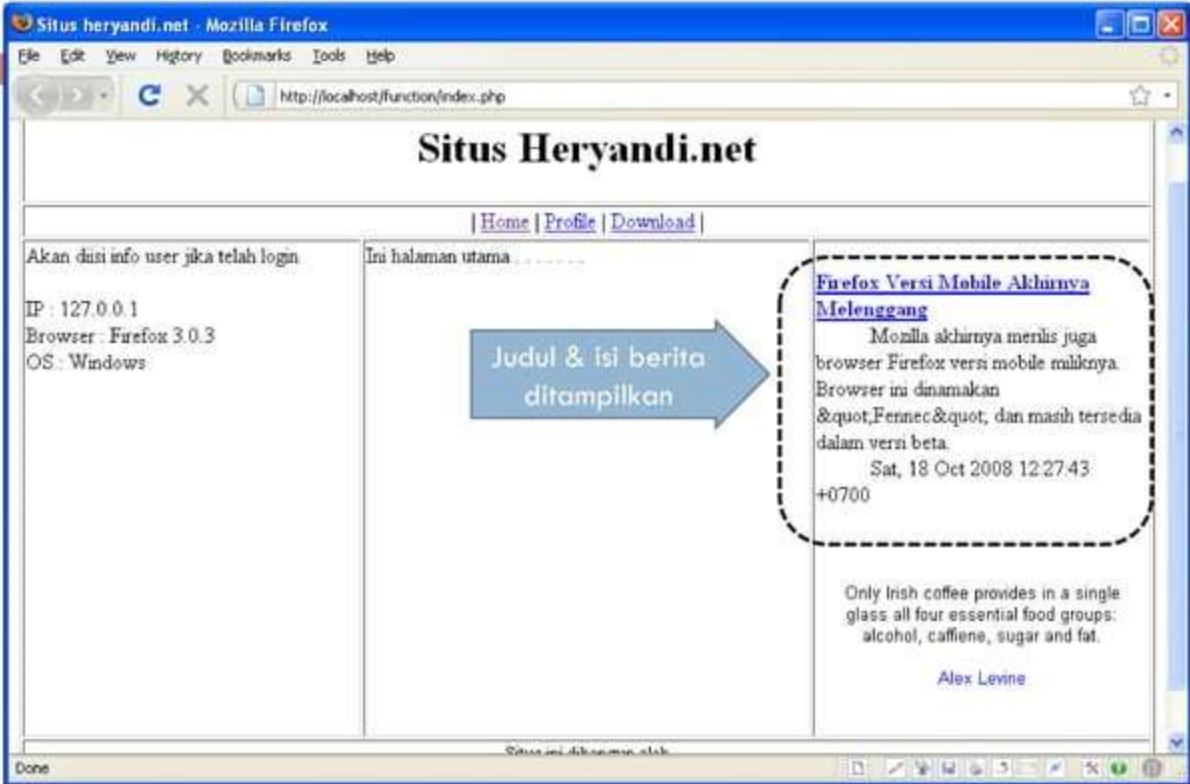 Situs heryandi.net - Mozilla Firefox
File Edit View History Bookmarks Tools Help
http://localhost/function/index.php
Situs Heryandi.net
| Home | Profile | Download |
Akan diisi info user jika telah login
IP : 127.0.0.1
Browser : Firefox 3.0.3
OS : Windows
Ini halaman utama . . . . . . .
Judul & isi berita
ditampilkan
Firefox Versi Mobile Akhirnya
Melenggang
Mozilla akhirnya merilis juga
browser Firefox versi mobile miliknya.
Browser ini dinamakan
&quot;Fennec&quot; dan masih tersedia
dalam versi beta.
Sat, 18 Oct 2008 12:27:43
+0700
Only Irish coffee provides in a single
glass all four essential food groups:
alcohol, caffiene, sugar and fat.
Alex Levine
Situs ini dibangun oleh
Done